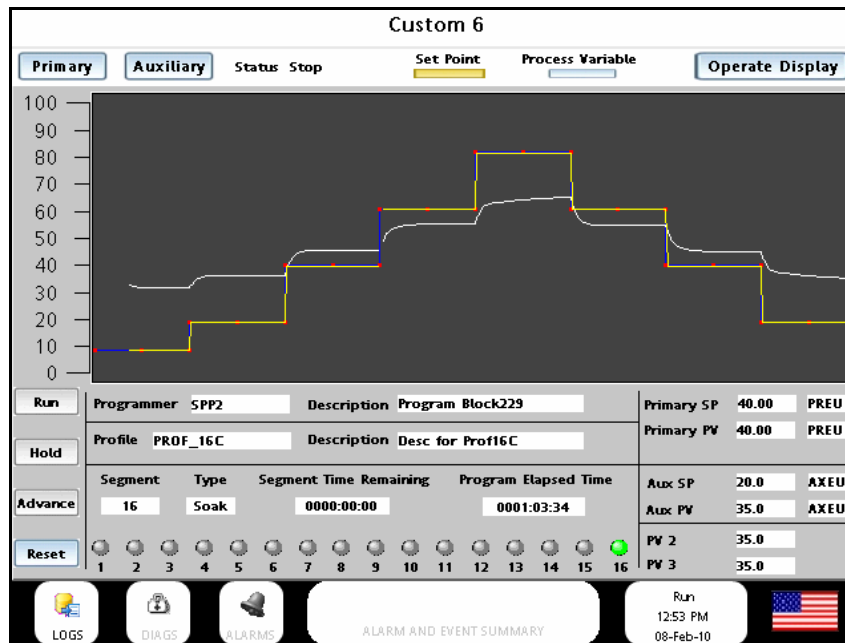 Custom 6
Primary Auxiliary Status Stop Set Point Process Variable Operate Display
100
90
80
70
60
50
40
30
20
10
0
Run Programmer SPP2 Description Program Block229 Primary SP 40.00 PREU
Primary PV 40.00 PREU
Profile PROF_16C Description Desc for Prof16C
Hold
Segment Type Segment Time Remaining Program Elapsed Time Aux SP 20.0 AXEU
Advance 16 Soak 0000:00:00 0001:03:34 Aux PV 35.0 AXEU
PV 2 35.0
Reset
1 2 3 4 5 6 7 8 9 10 11 12 13 14 15 16 PV 3 35.0
LOGS DIAGS ALARMS ALARM AND EVENT SUMMARY Run
12:53 PM
08-Feb-10